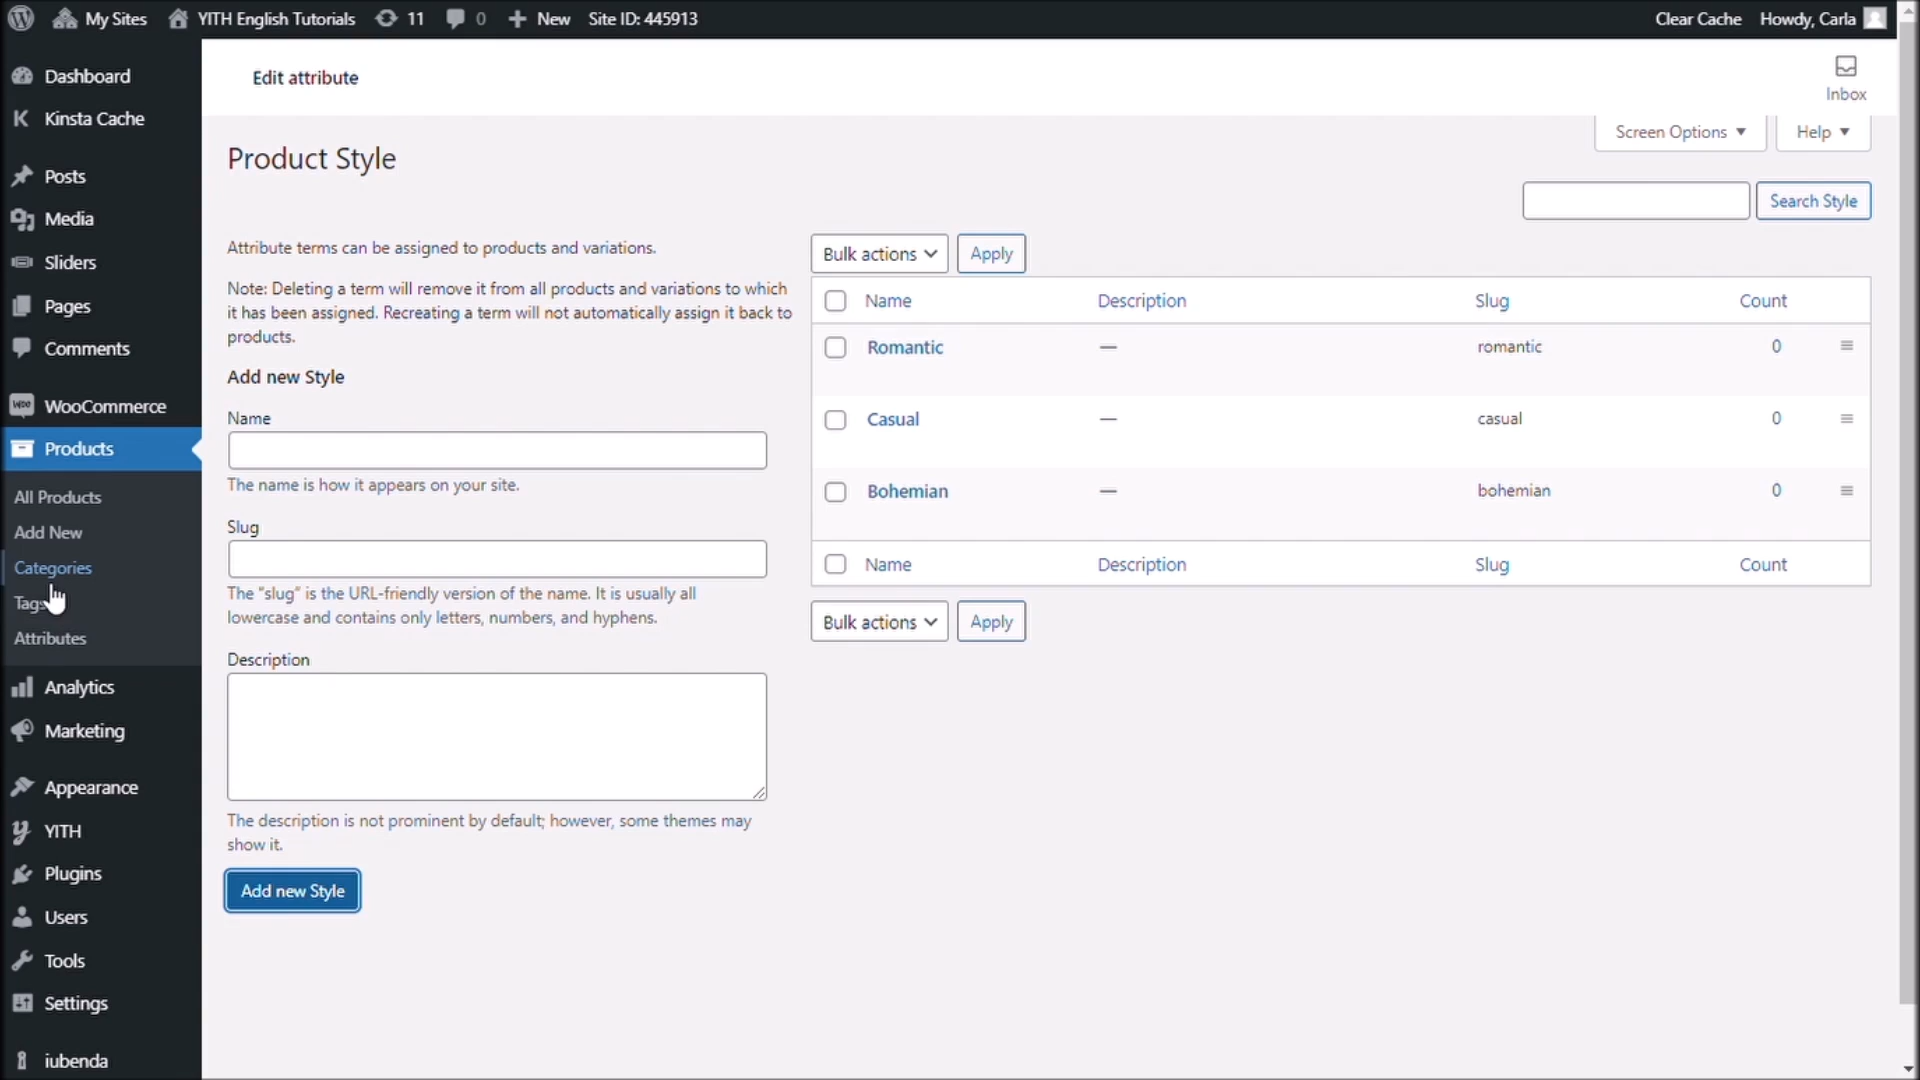 My Sites YITH English Tutorials 11 0 New Site ID: 445913 Clear Cache Howdy, Carla
Dashboard
Kinsta Cache
Posts
Media
Sliders
Pages
Comments
WooCommerce
Products
All Products
Add New
Categories
Tags
Attributes
Analytics
Marketing
Appearance
YITH
Plugins
Users
Tools
Settings
iubenda
Edit attribute
Inbox
Screen Options ▼ Help ▼
Product Style
Search Style
Attribute terms can be assigned to products and variations.
Note: Deleting a term will remove it from all products and variations to which
it has been assigned. Recreating a term will not automatically assign it back to
products.
Add new Style
Name
The name is how it appears on your site.
Slug
The "slug" is the URL-friendly version of the name. It is usually all
lowercase and contains only letters, numbers, and hyphens.
Description
The description is not prominent by default; however, some themes may
show it.
Add new Style
Bulk actions Apply
Name Description Slug Count
Romantic — romantic 0
Casual — casual 0
Bohemian — bohemian 0
Name Description Slug Count
Bulk actions Apply